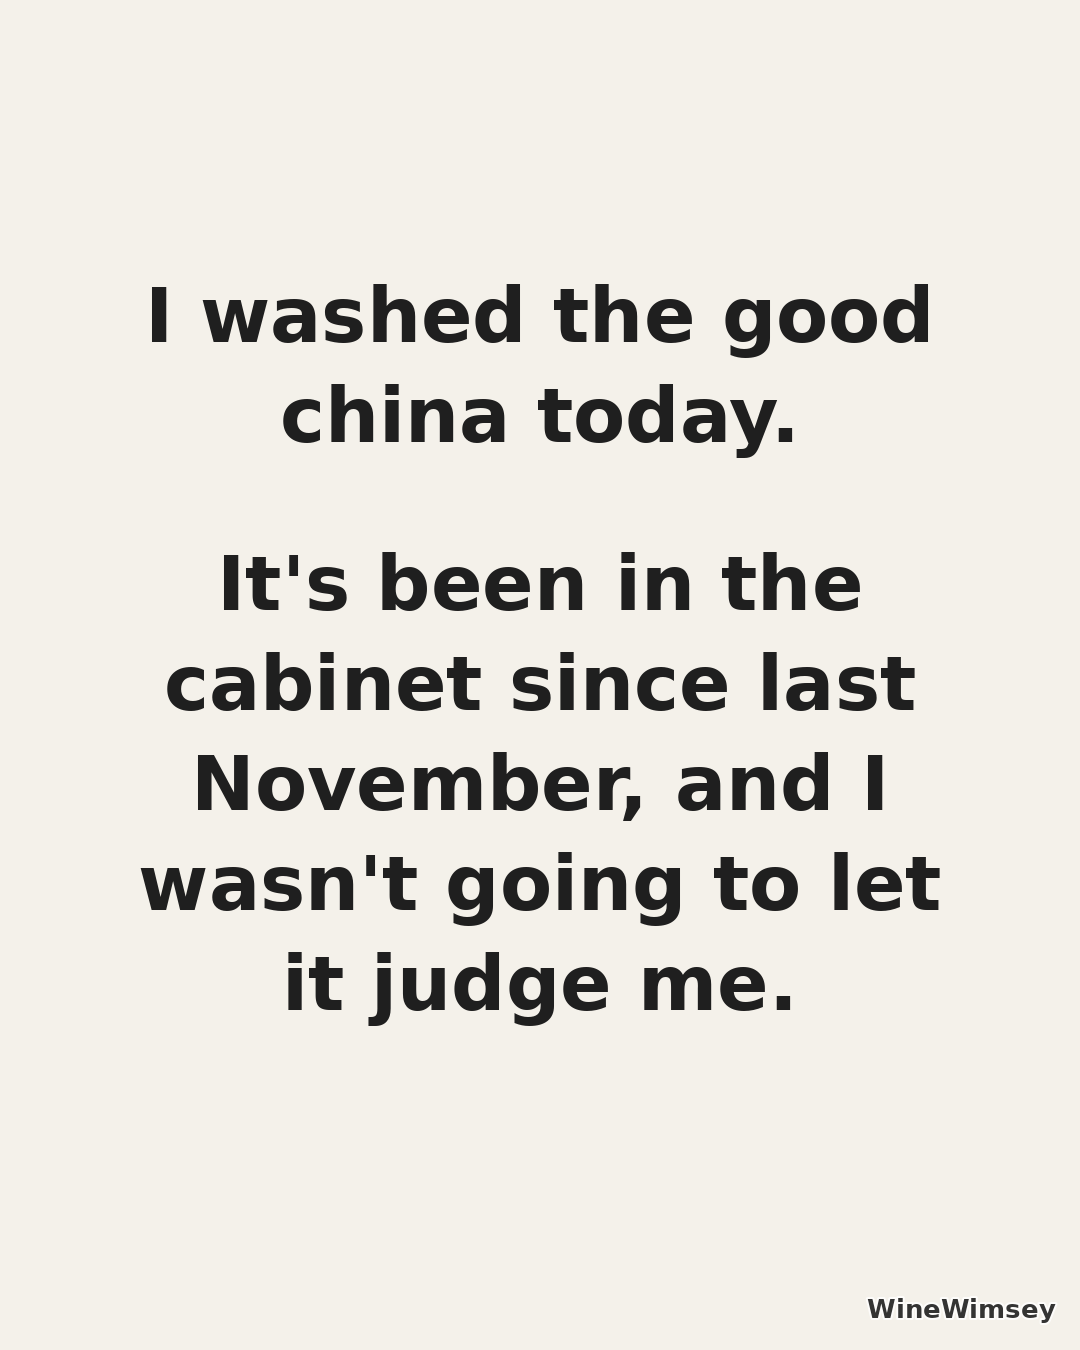 I washed the good
china today.
It's been in the
cabinet since last
November, and I
wasn't going to let
it judge me.
WineWimsey